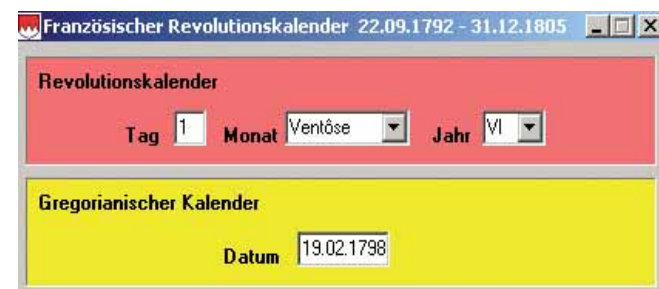 Französischer Revolutionskalender 22.09.1792 - 31.12.1805
Revolutionskalender
Tag 1 Monat Ventôse Jahr VI
Gregorianischer Kalender
Datum 19.02.1798